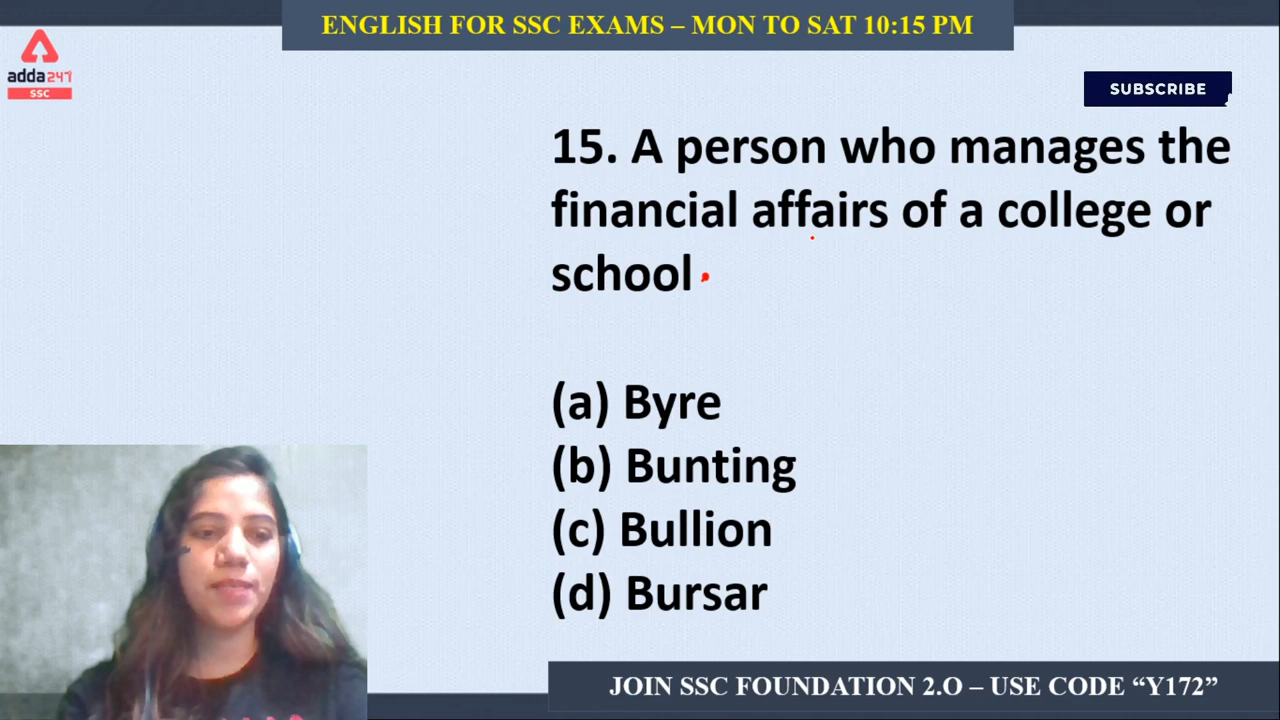 ENGLISH FOR SSC EXAMS – MON TO SAT 10:15 PM
adda247
SSC
SUBSCRIBE
15. A person who manages the
financial affairs of a college or
school
(a) Byre
(b) Bunting
(c) Bullion
(d) Bursar
JOIN SSC FOUNDATION 2.O – USE CODE “Y172”